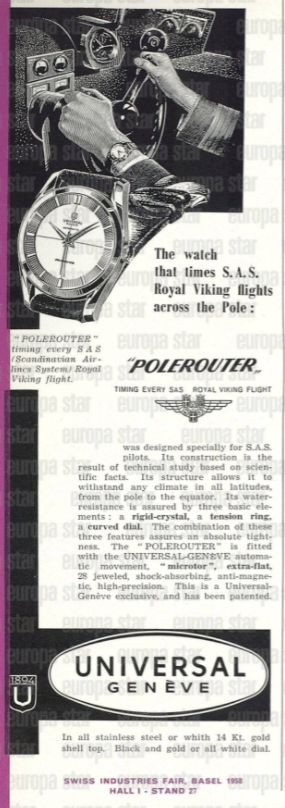 The watch
that times S.A.S.
Royal Viking flights
across the Pole :
"POLEROUTER"
timing every S A S
(Scandinavian Air-
lines System) Royal
Viking flight.
"POLEROUTER„
TIMING EVERY SAS ROYAL VIKING FLIGHT
was designed specially for S.A.S.
pilots. Its construction is the
result of technical study based on scien-
tific facts. Its structure allows it to
withstand any climate in all latitudes,
from the pole to the equator. Its water-
resistance is assured by three basic ele-
ments : a rigid-crystal, a tension ring,
a curved dial. The combination of these
three features assures an absolute tight-
ness. The "POLEROUTER" is fitted
with the UNIVERSAL-GENÈVE automa-
tic movement, "microtor", extra-flat,
28 jeweled, shock-absorbing, anti-magne-
tic, high-precision. This is a Universal-
Genève exclusive, and has been patented.
1894
U
UNIVERSAL
GENÈVE
In all stainless steel or whith 14 Kt. gold
shell top. Black and gold or all white dial.
SWISS INDUSTRIES FAIR, BASEL 1958
HALL I - STAND 27
europa star